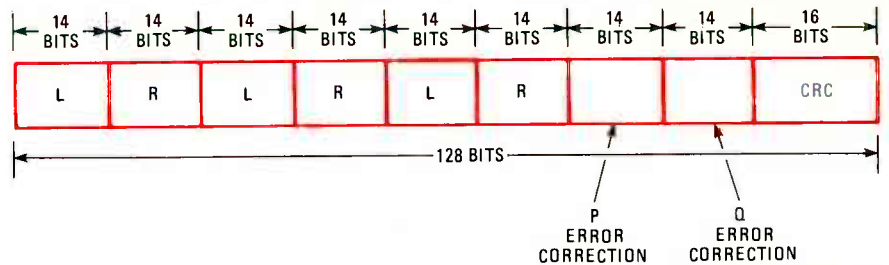 14 14 14 14 14 14 14 14 16
BITS BITS BITS BITS BITS BITS BITS BITS BITS
L R L R L R CRC
128 BITS
P
ERROR
CORRECTION
Q
ERROR
CORRECTION